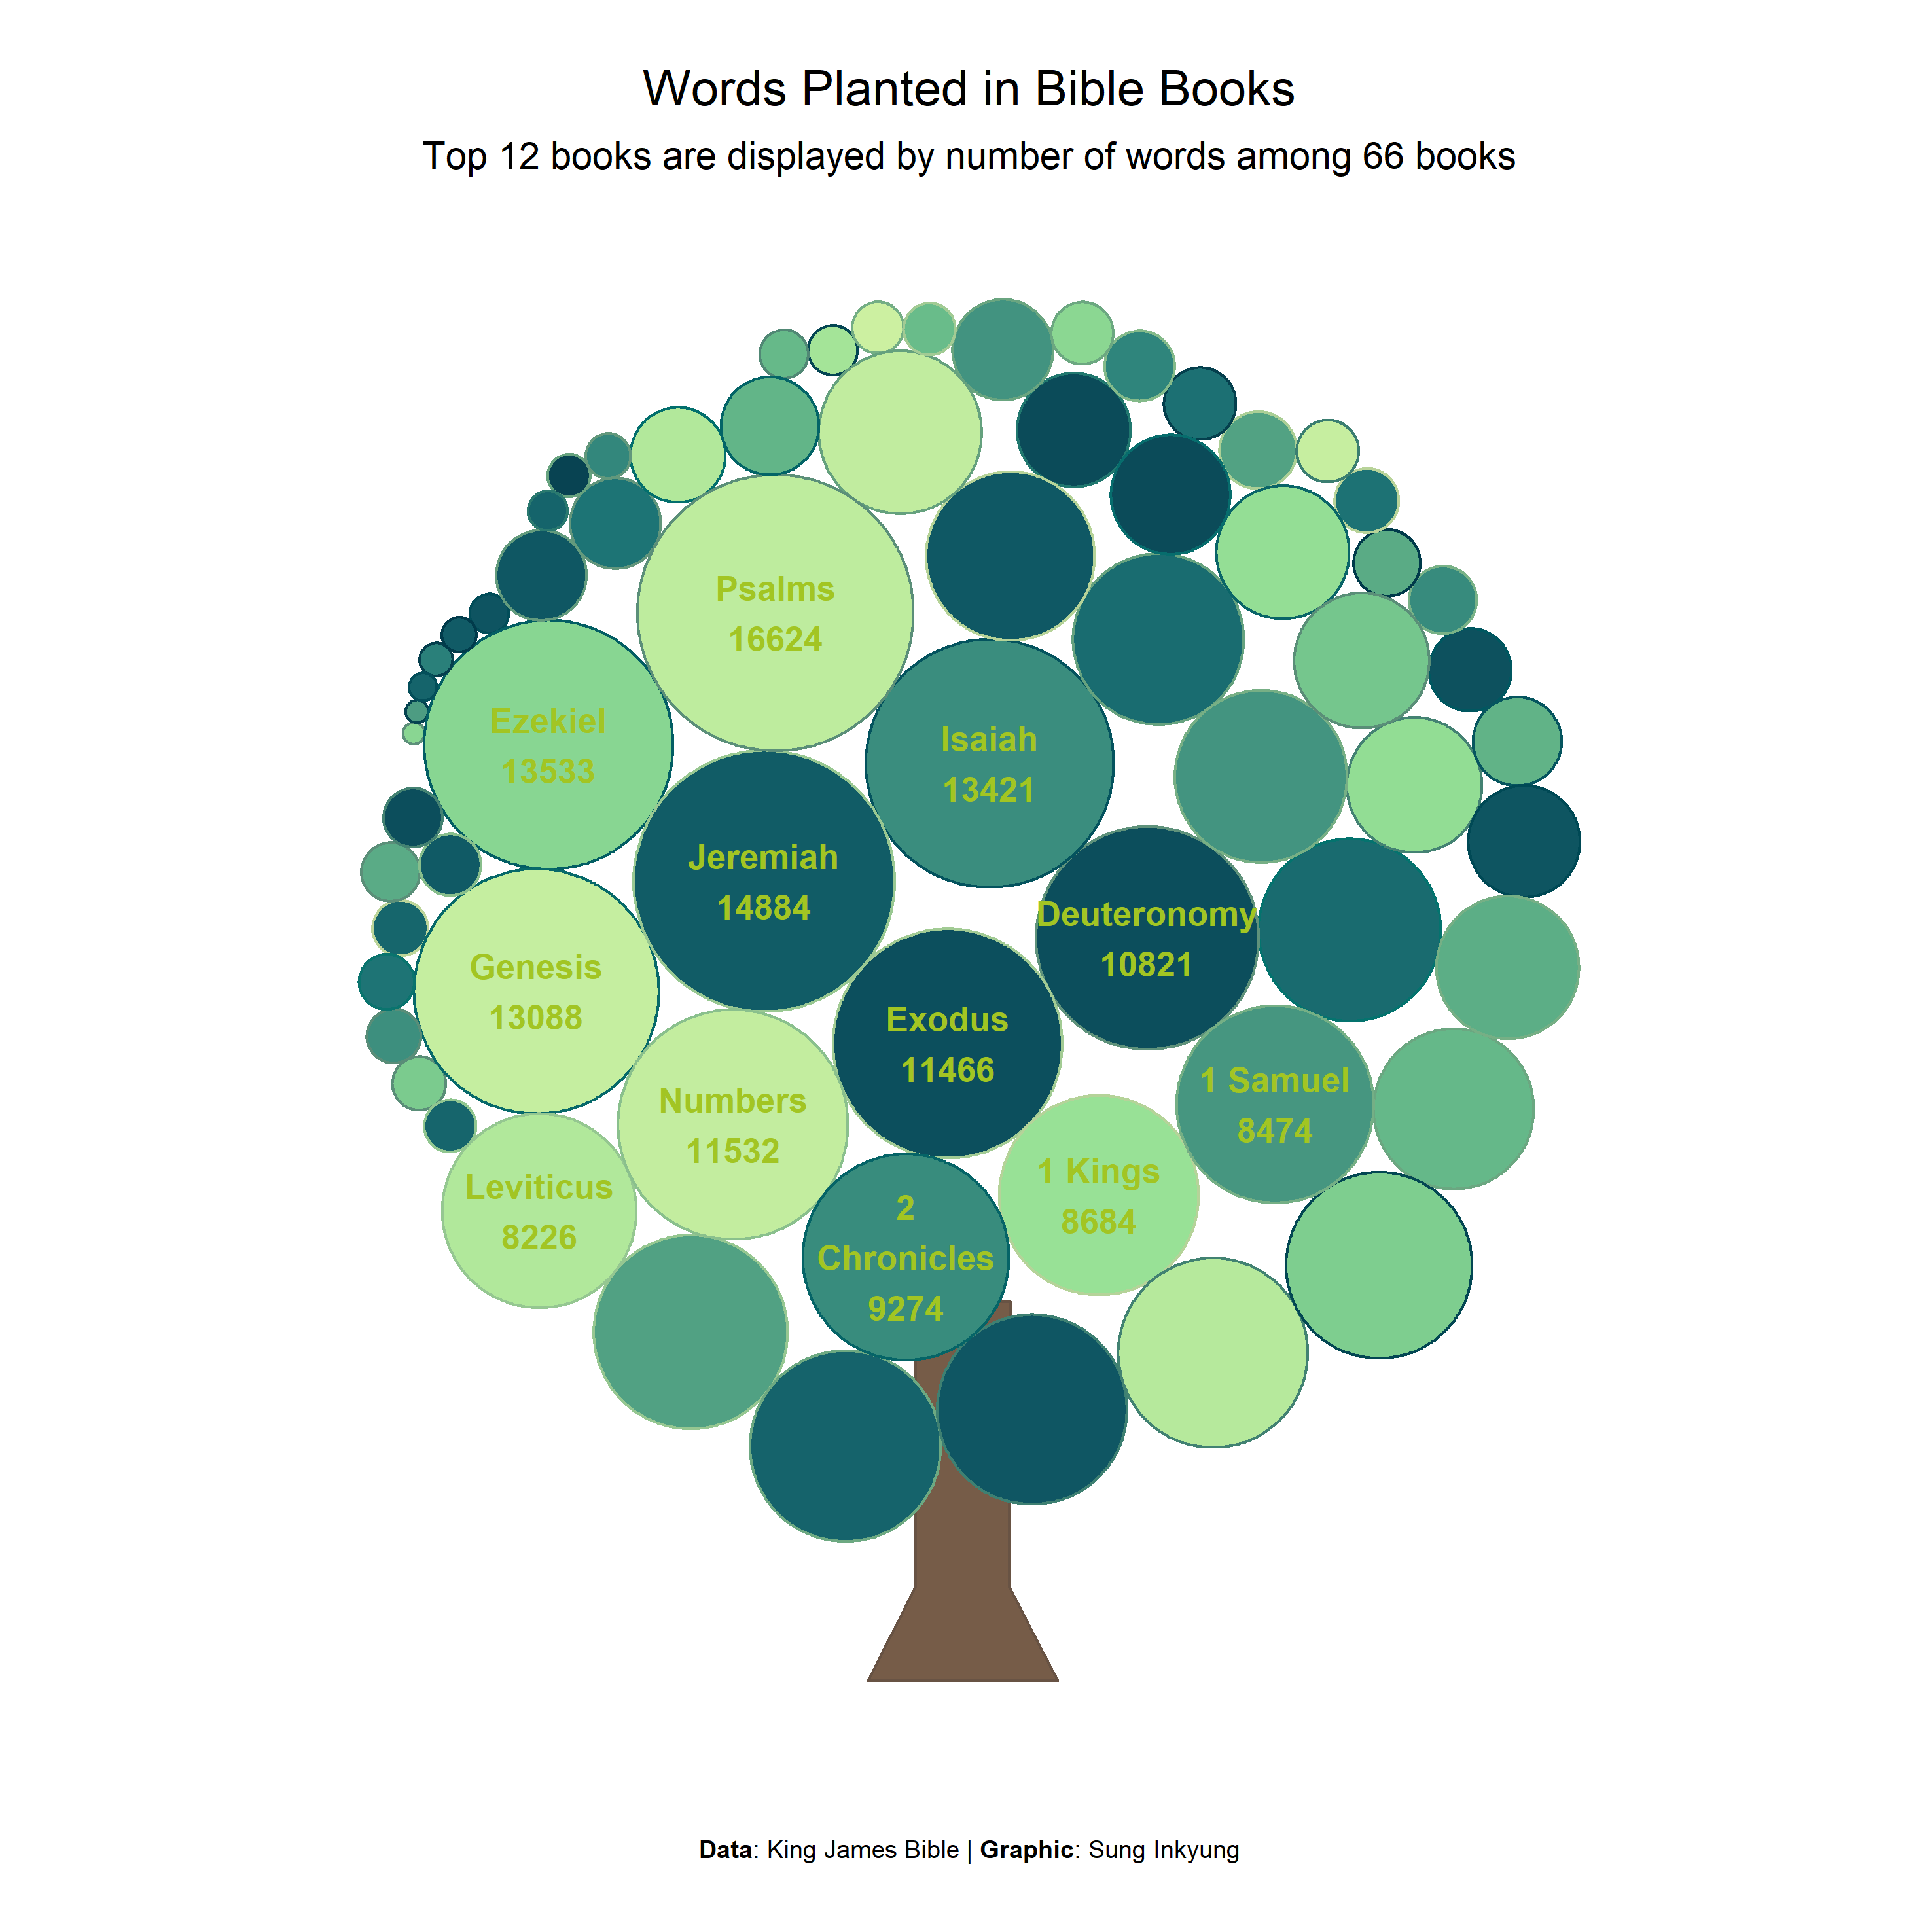 Words Planted in Bible Books
Top 12 books are displayed by number of words among 66 books
Psalms
16624
Ezekiel
13533
Isaiah
13421
Jeremiah
14884
Deuteronomy
10821
Genesis
13088
Exodus
11466
1 Samuel
8474
Numbers
11532
1 Kings
8684
Leviticus
8226
2
Chronicles
9274
Data: King James Bible | Graphic: Sung Inkyung